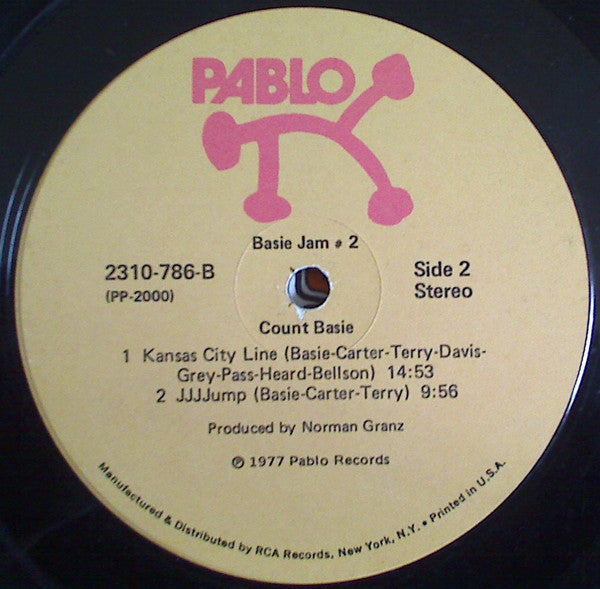 PABLO
Basie Jam # 2
2310-786-B
(PP-2000)
Side 2
Stereo
Count Basie
1 Kansas City Line (Basie-Carter-Terry-Davis-
Grey-Pass-Heard-Bellson) 14:53
2 JJJJump (Basie-Carter-Terry) 9:56
Produced by Norman Granz
℗ 1977 Pablo Records
Manufactured & Distributed by RCA Records, New York, N.Y. • Printed in U.S.A.